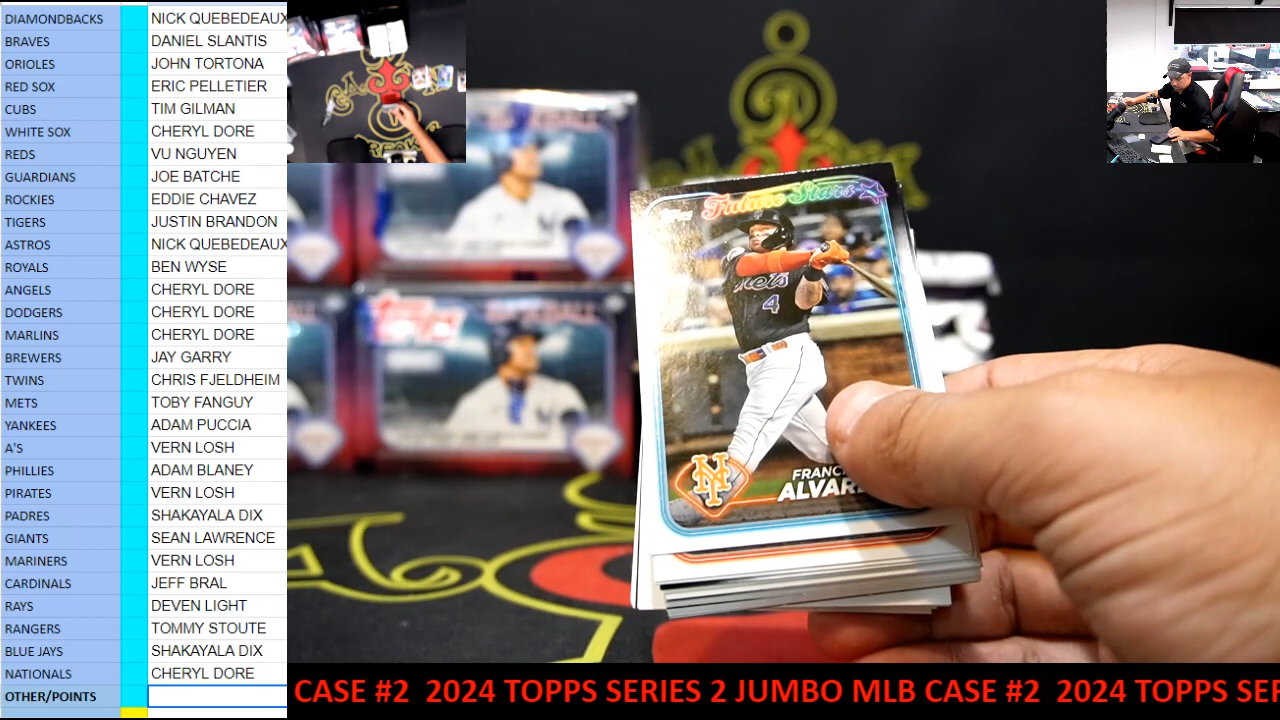 DIAMONDBACKS NICK QUEBEDEAUX
BRAVES DANIEL SLANTIS
ORIOLES JOHN TORTONA
RED SOX ERIC PELLETIER
CUBS TIM GILMAN
WHITE SOX CHERYL DORE
REDS VU NGUYEN
GUARDIANS JOE BATCHE
ROCKIES EDDIE CHAVEZ
TIGERS JUSTIN BRANDON
ASTROS NICK QUEBEDEAUX
ROYALS BEN WYSE
ANGELS CHERYL DORE
DODGERS CHERYL DORE
MARLINS CHERYL DORE
BREWERS JAY GARRY
TWINS CHRIS FJELDHEIM
METS TOBY FANGUY
YANKEES ADAM PUCCIA
A'S VERN LOSH
PHILLIES ADAM BLANEY
PIRATES VERN LOSH
PADRES SHAKAYALA DIX
GIANTS SEAN LAWRENCE
MARINERS VERN LOSH
CARDINALS JEFF BRAL
RAYS DEVEN LIGHT
RANGERS TOMMY STOUTE
BLUE JAYS SHAKAYALA DIX
NATIONALS CHERYL DORE
OTHER/POINTS
topps
Future Stars
Mets
4
NY
FRANC
ALVAR
CASE #2 2024 TOPPS SERIES 2 JUMBO MLB CASE #2 2024 TOPPS SE